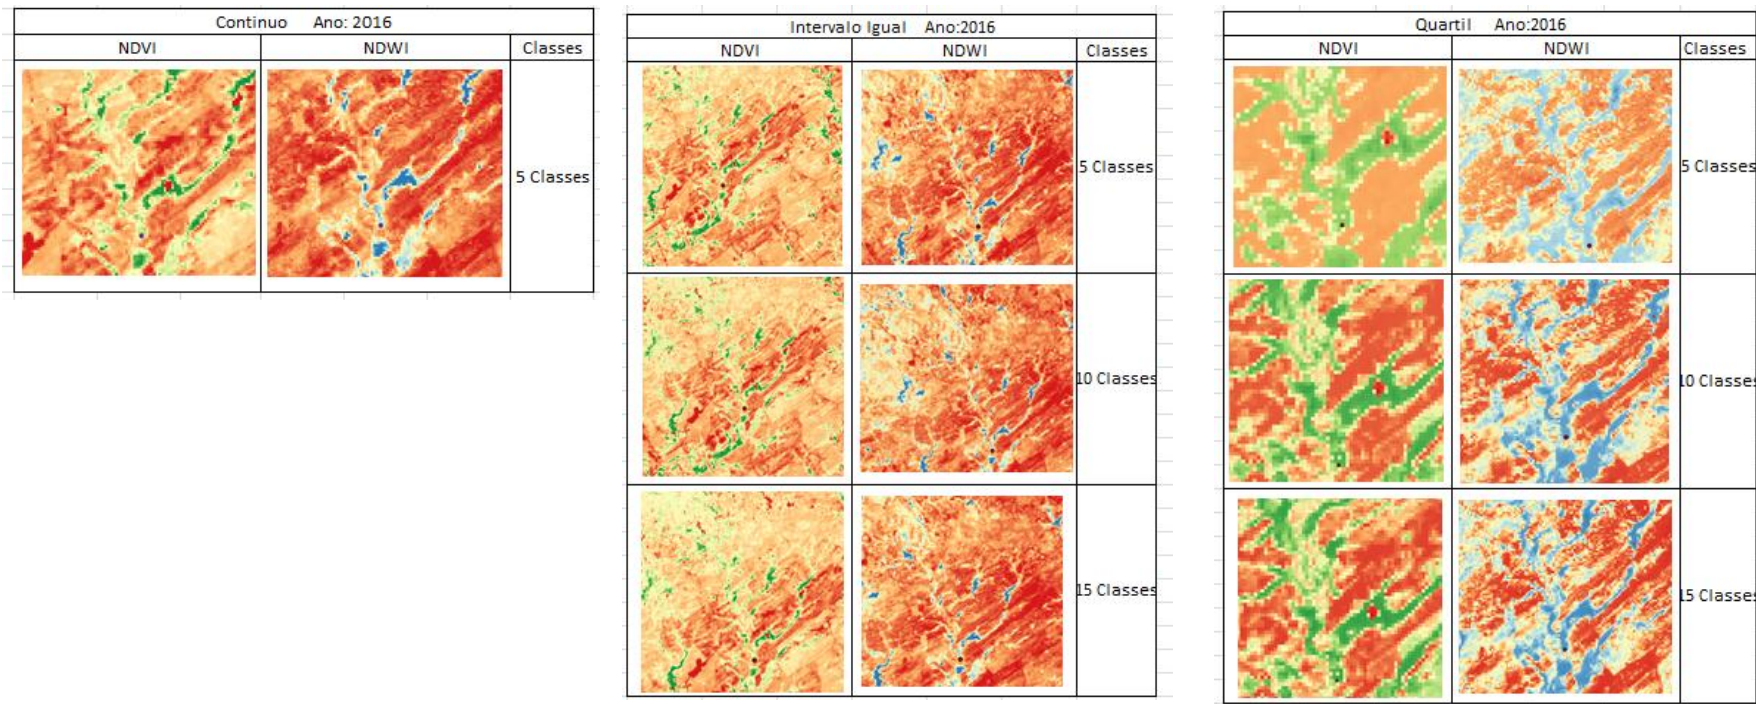 Continuo Ano: 2016
NDVI NDWI Classes
5 Classes
Intervalo Igual Ano:2016
NDVI NDWI Classes
5 Classes
10 Classes
15 Classes
Quartil Ano:2016
NDVI NDWI Classes
5 Classes
10 Classes
15 Classes